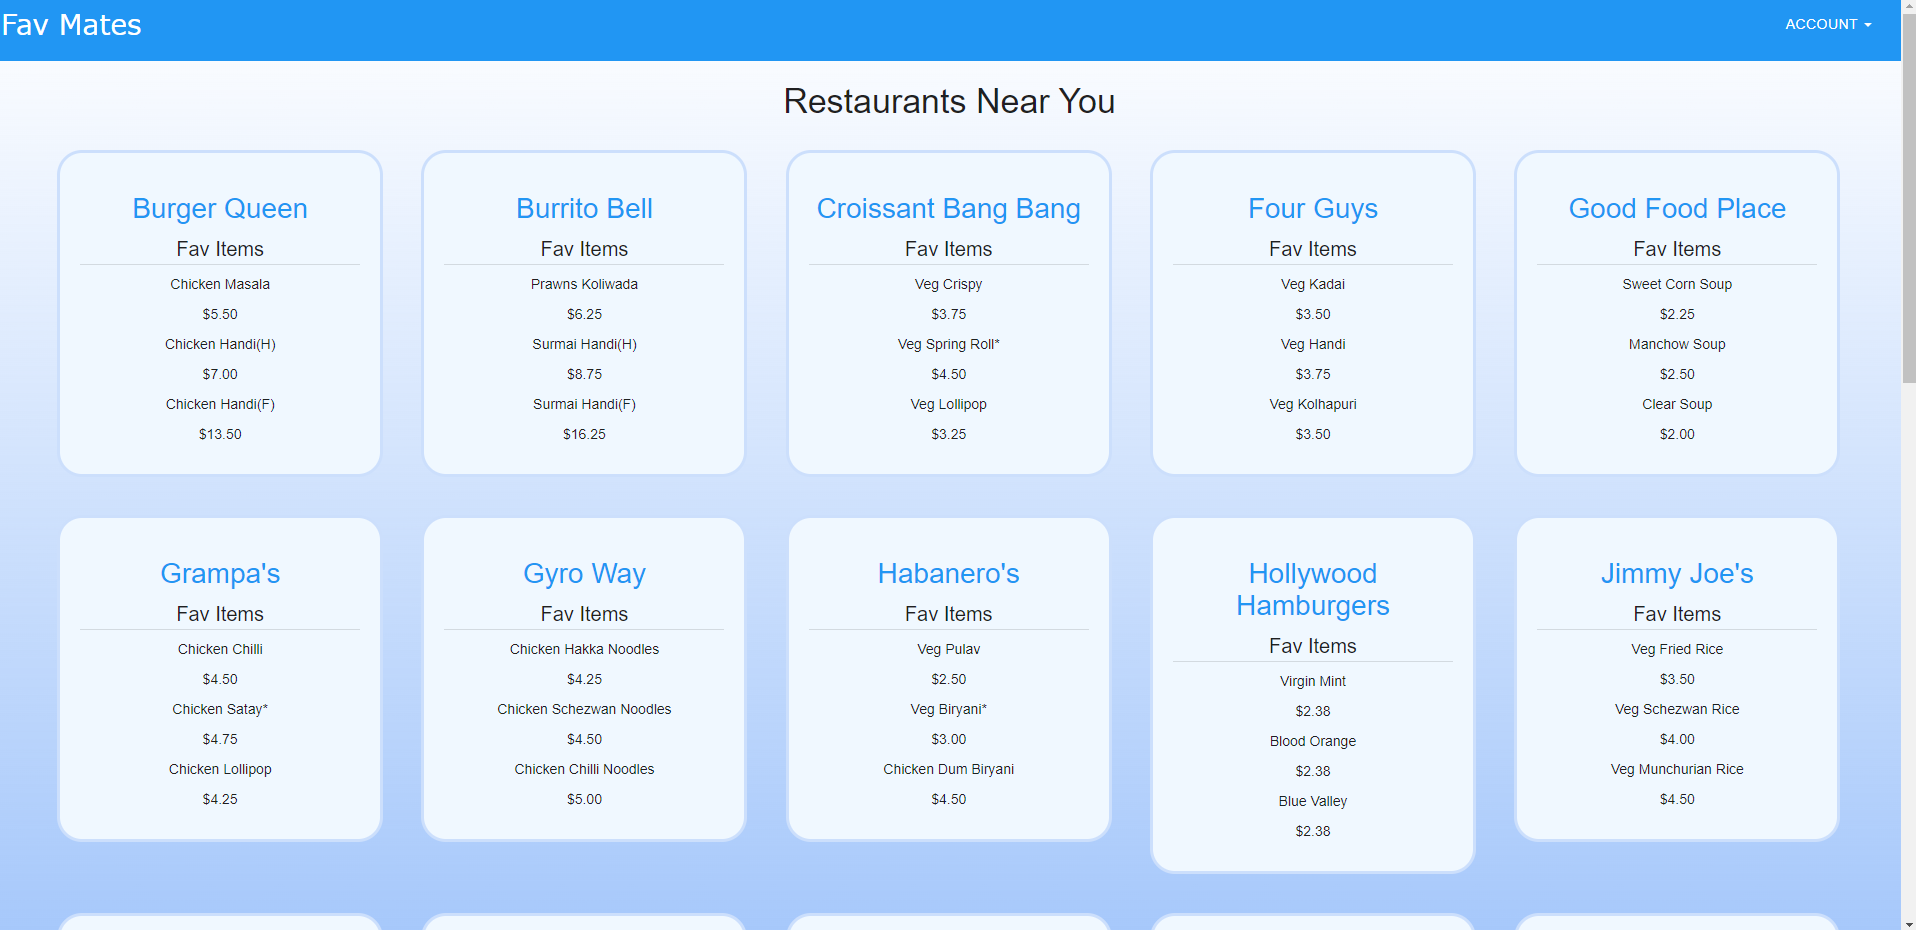 Fav Mates
ACCOUNT
Restaurants Near You
Burger Queen
Fav Items
Chicken Masala
$5.50
Chicken Handi(H)
$7.00
Chicken Handi(F)
$13.50
Burrito Bell
Fav Items
Prawns Koliwada
$6.25
Surmai Handi(H)
$8.75
Surmai Handi(F)
$16.25
Croissant Bang Bang
Fav Items
Veg Crispy
$3.75
Veg Spring Roll*
$4.50
Veg Lollipop
$3.25
Four Guys
Fav Items
Veg Kadai
$3.50
Veg Handi
$3.75
Veg Kolhapuri
$3.50
Good Food Place
Fav Items
Sweet Corn Soup
$2.25
Manchow Soup
$2.50
Clear Soup
$2.00
Grampa's
Fav Items
Chicken Chilli
$4.50
Chicken Satay*
$4.75
Chicken Lollipop
$4.25
Gyro Way
Fav Items
Chicken Hakka Noodles
$4.25
Chicken Schezwan Noodles
$4.50
Chicken Chilli Noodles
$5.00
Habanero's
Fav Items
Veg Pulav
$2.50
Veg Biryani*
$3.00
Chicken Dum Biryani
$4.50
Hollywood
Hamburgers
Fav Items
Virgin Mint
$2.38
Blood Orange
$2.38
Blue Valley
$2.38
Jimmy Joe's
Fav Items
Veg Fried Rice
$3.50
Veg Schezwan Rice
$4.00
Veg Munchurian Rice
$4.50